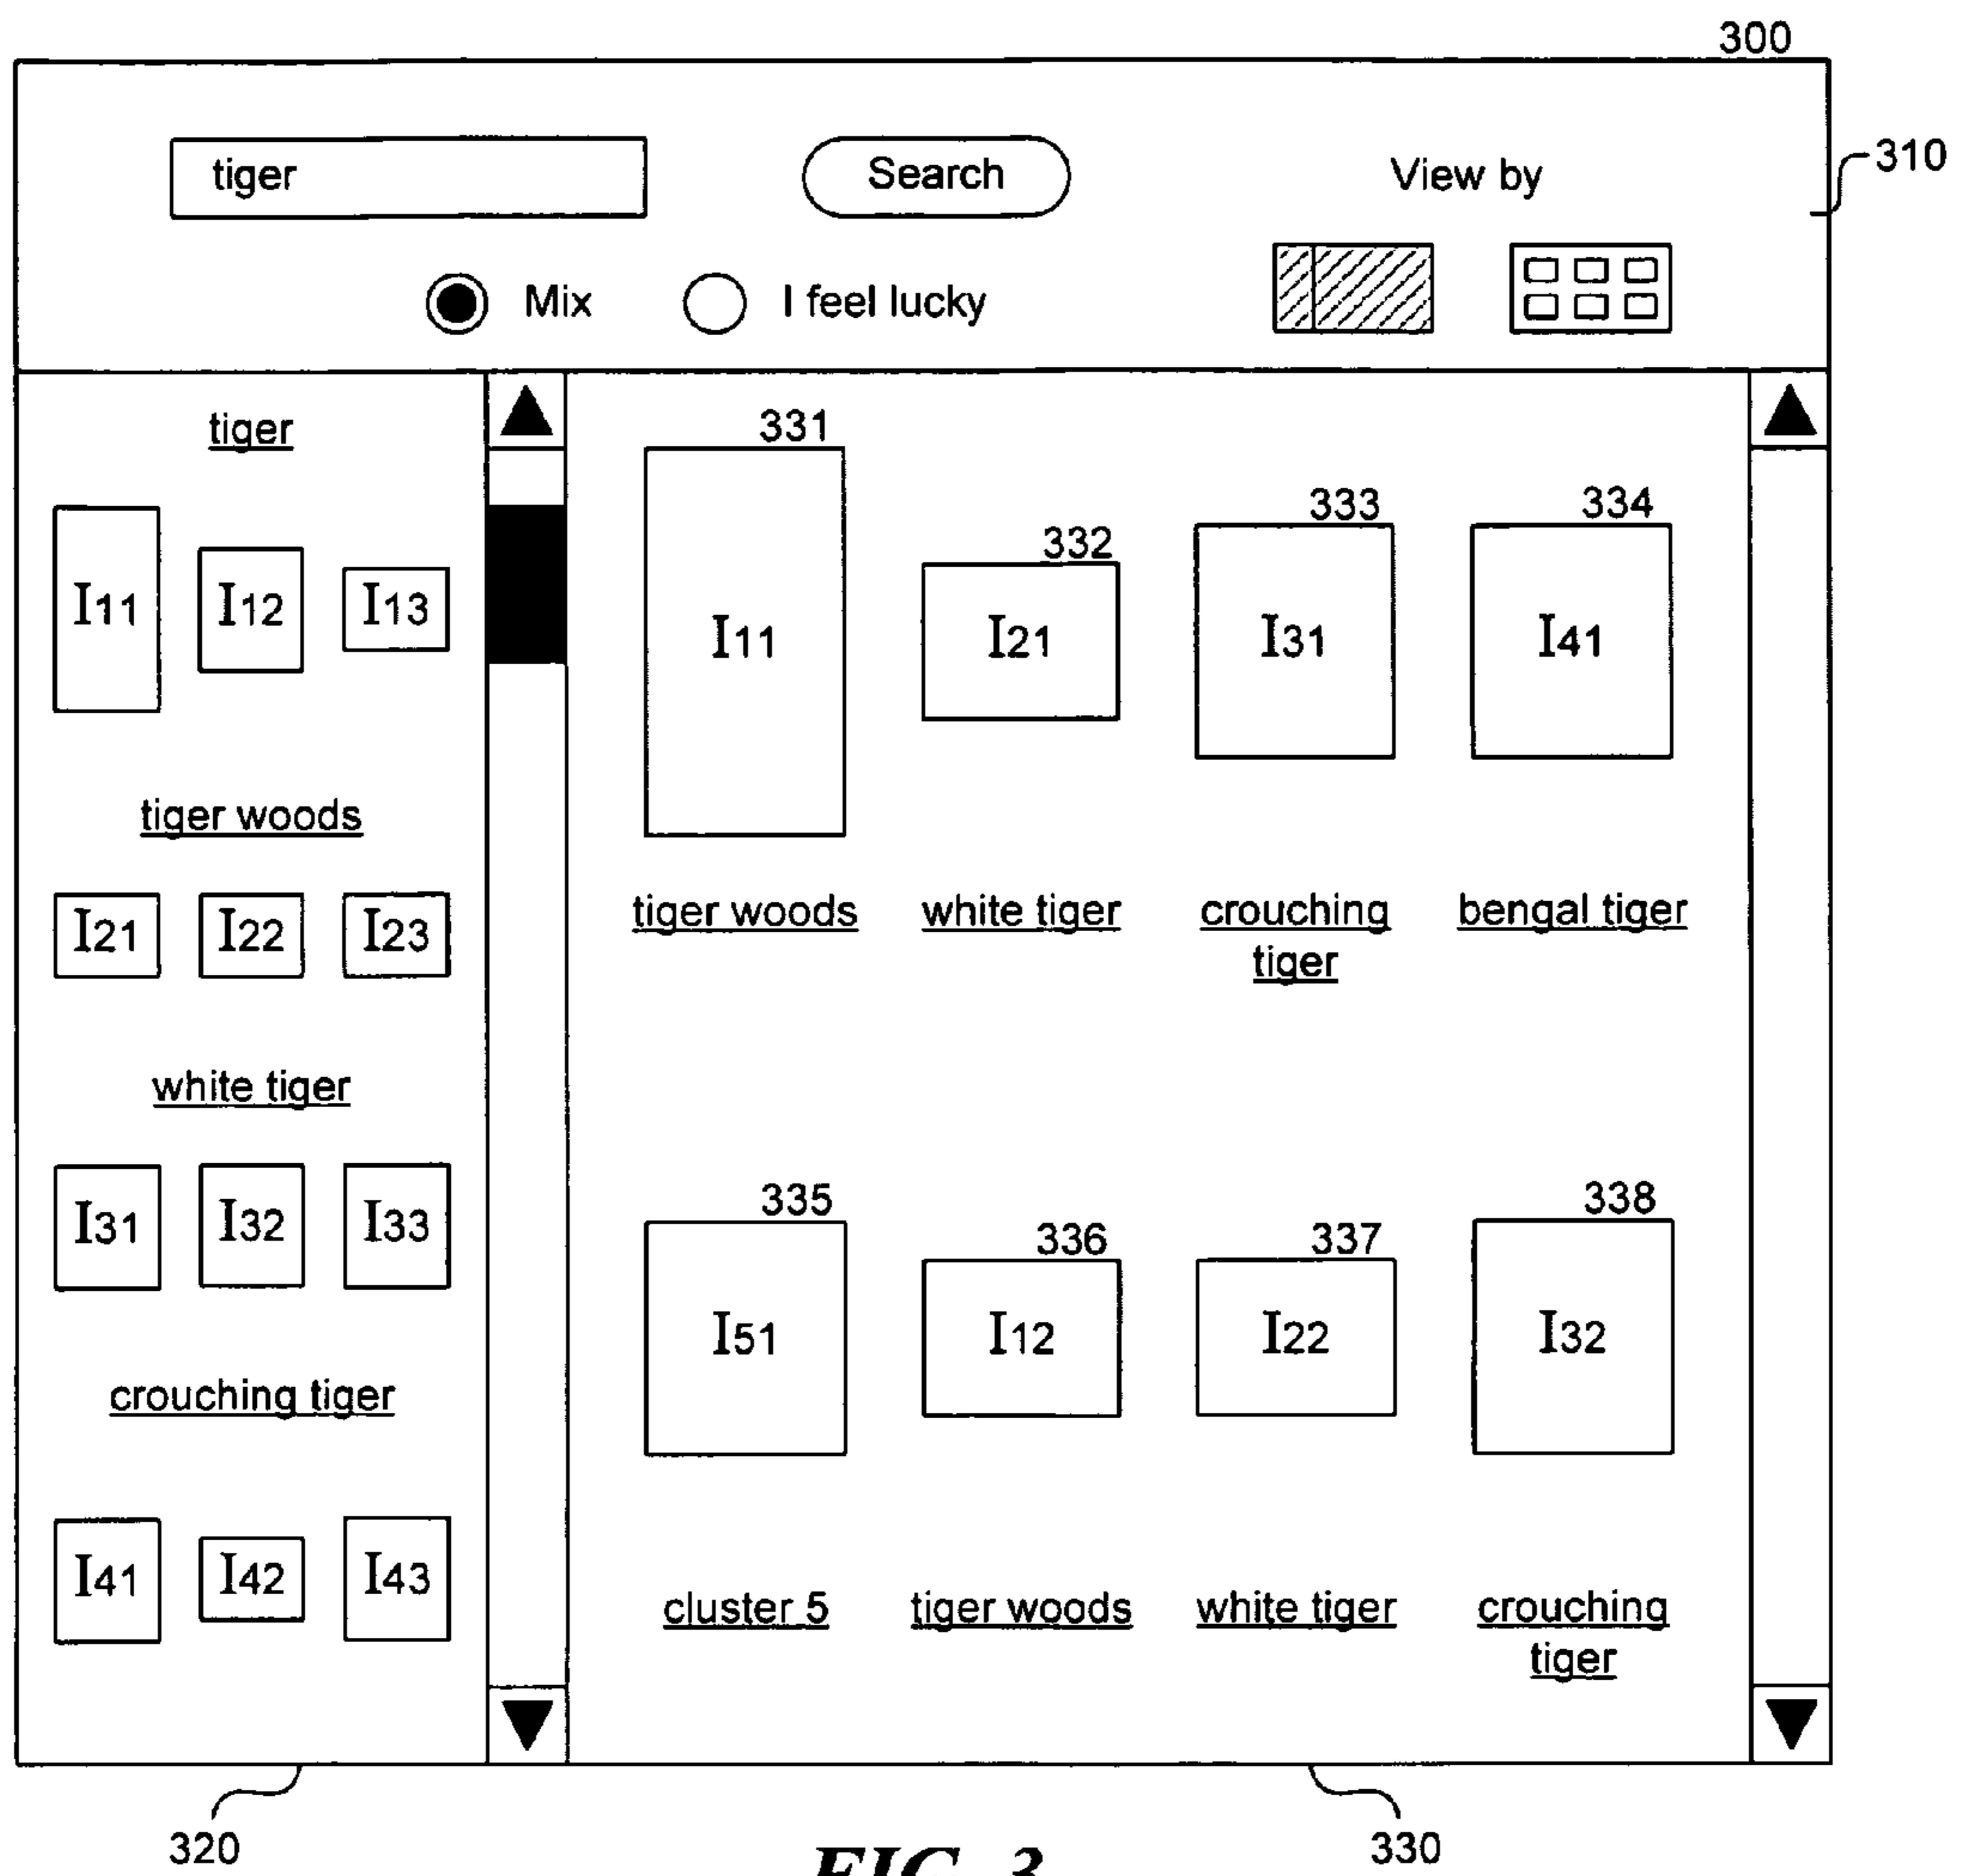 300
tiger
Search
View by
310
Mix
I feel lucky
tiger
I11 I12 I13
tiger woods
I21 I22 I23
white tiger
I31 I32 I33
crouching tiger
I41 I42 I43
331
332
333
334
I11 I21 I31 I41
tiger woods
white tiger
crouching
tiger
bengal tiger
335
336
337
338
I51 I12 I22 I32
cluster 5
tiger woods
white tiger
crouching
tiger
320
330
FIG. 3